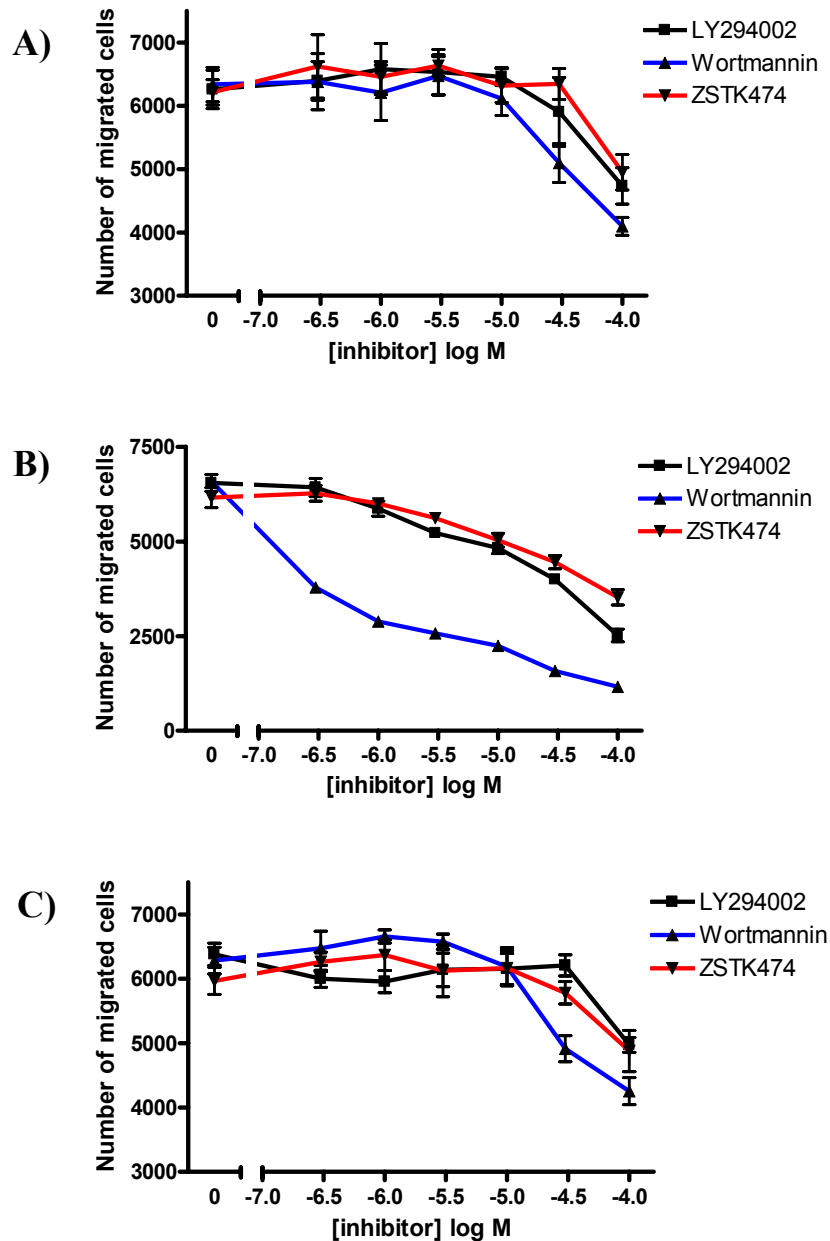 A)
Number of migrated cells
7000
6000
5000
4000
3000
0 -7.0 -6.5 -6.0 -5.5 -5.0 -4.5 -4.0
[inhibitor] log M
LY294002
Wortmannin
ZSTK474
B)
Number of migrated cells
7500
5000
2500
0
0 -7.0 -6.5 -6.0 -5.5 -5.0 -4.5 -4.0
[inhibitor] log M
LY294002
Wortmannin
ZSTK474
C)
Number of migrated cells
7000
6000
5000
4000
3000
0 -7.0 -6.5 -6.0 -5.5 -5.0 -4.5 -4.0
[inhibitor] log M
LY294002
Wortmannin
ZSTK474